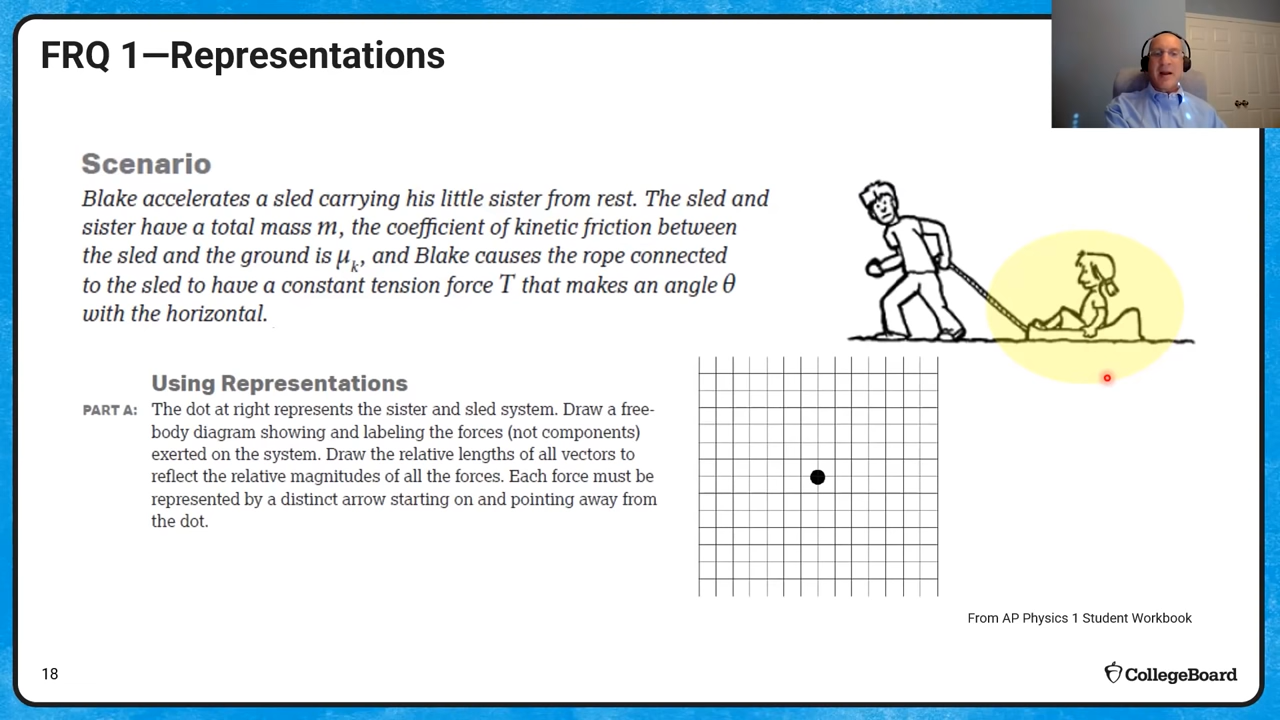 FRQ 1—Representations
Scenario
Blake accelerates a sled carrying his little sister from rest. The sled and
sister have a total mass m, the coefficient of kinetic friction between
the sled and the ground is μₖ, and Blake causes the rope connected
to the sled to have a constant tension force T that makes an angle θ
with the horizontal.
Using Representations
PART A: The dot at right represents the sister and sled system. Draw a free-
body diagram showing and labeling the forces (not components)
exerted on the system. Draw the relative lengths of all vectors to
reflect the relative magnitudes of all the forces. Each force must be
represented by a distinct arrow starting on and pointing away from
the dot.
From AP Physics 1 Student Workbook
18
CollegeBoard